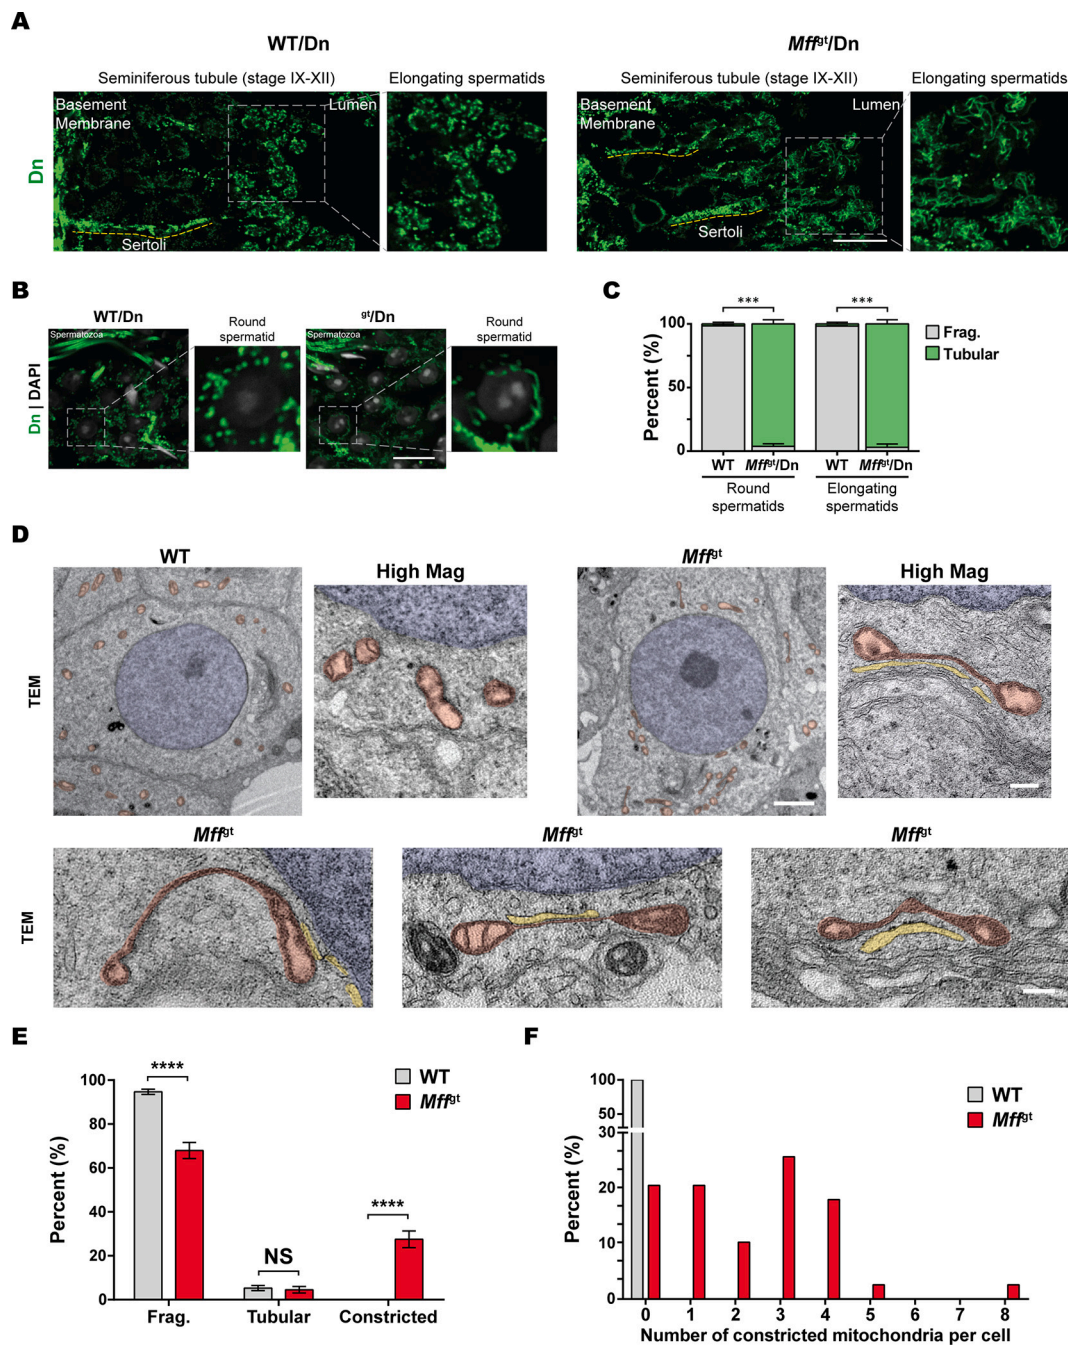 A
WT/Dn
Mffgt/Dn
Seminiferous tubule (stage IX-XII)
Elongating spermatids
Seminiferous tubule (stage IX-XII)
Elongating spermatids
Dn
Basement
Membrane
Lumen
Sertoli
Basement
Membrane
Lumen
Sertoli
B
WT/Dn
Round
spermatid
gt/Dn
Round
spermatid
Dn | DAPI
Spermatozoa
Spermatozoa
C
Percent (%)
100
50
0
***
***
Frag.
Tubular
WT
Mffgt/Dn
WT
Mffgt/Dn
Round
spermatids
Elongating
spermatids
D
WT
High Mag
Mffgt
High Mag
TEM
Mffgt
Mffgt
Mffgt
TEM
E
Percent (%)
100
80
60
40
20
0
****
NS
****
WT
Mffgt
Frag.
Tubular
Constricted
F
Percent (%)
100
50
30
20
10
0
WT
Mffgt
0 1 2 3 4 5 6 7 8
Number of constricted mitochondria per cell